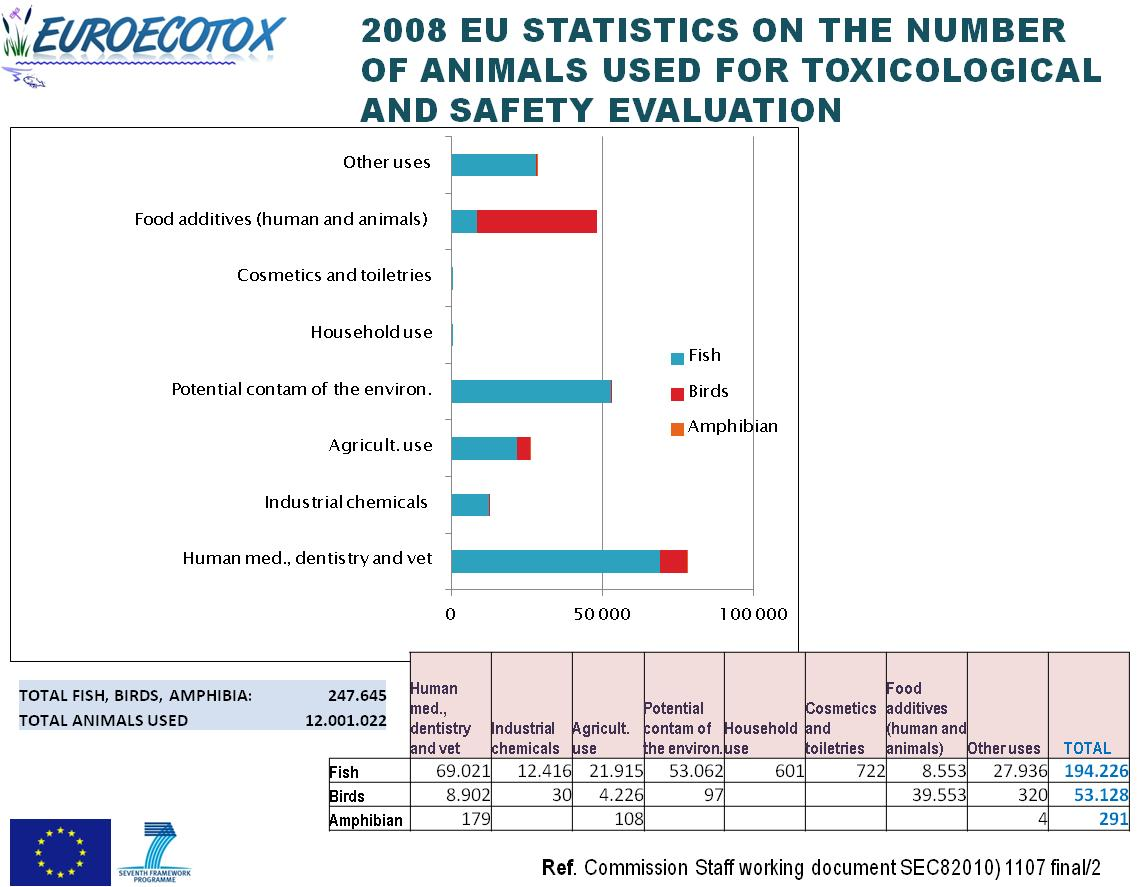 EUROECOTOX
2008 EU STATISTICS ON THE NUMBER
OF ANIMALS USED FOR TOXICOLOGICAL
AND SAFETY EVALUATION
Other uses
Food additives (human and animals)
Cosmetics and toiletries
Household use
Potential contam of the environ.
Agricult. use
Industrial chemicals
Human med., dentistry and vet
Fish
Birds
Amphibian
0 50 000 100 000
TOTAL FISH, BIRDS, AMPHIBIA: 247.645
TOTAL ANIMALS USED 12.001.022
Human
med.,
dentistry
and vet
Industrial
chemicals
Agricult.
use
Potential
contam of
the environ.
Household
use
Cosmetics
and
toiletries
Food
additives
(human and
animals)
Other uses
TOTAL
Fish 69.021 12.416 21.915 53.062 601 722 8.553 27.936 194.226
Birds 8.902 30 4.226 97 39.553 320 53.128
Amphibian 179 108 4 291
7
SEVENTH FRAMEWORK
PROGRAMME
Ref. Commission Staff working document SEC82010) 1107 final/2